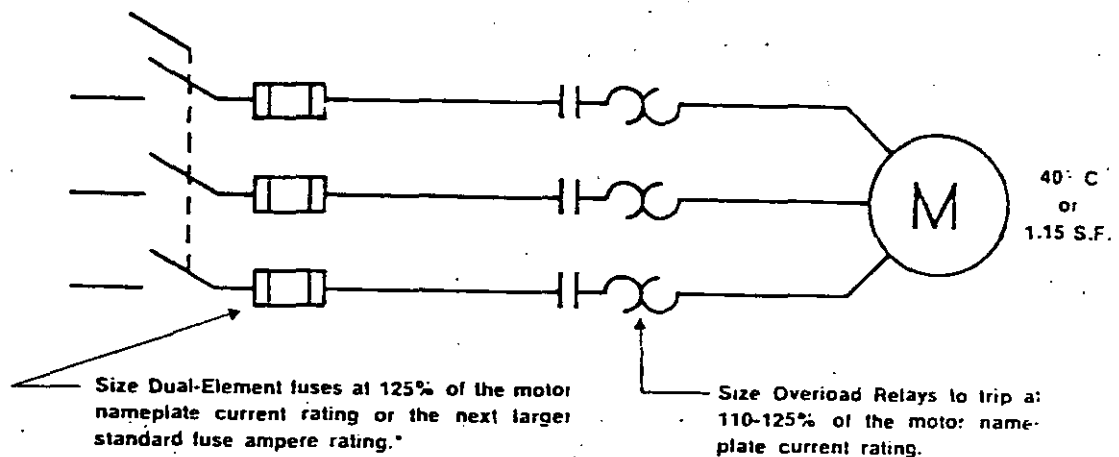 M
40° C
or
1.15 S.F.
Size Dual-Element fuses at 125% of the motor
nameplate current rating or the next larger
standard fuse ampere rating.*
Size Overload Relays to trip at
110-125% of the motor name-
plate current rating.